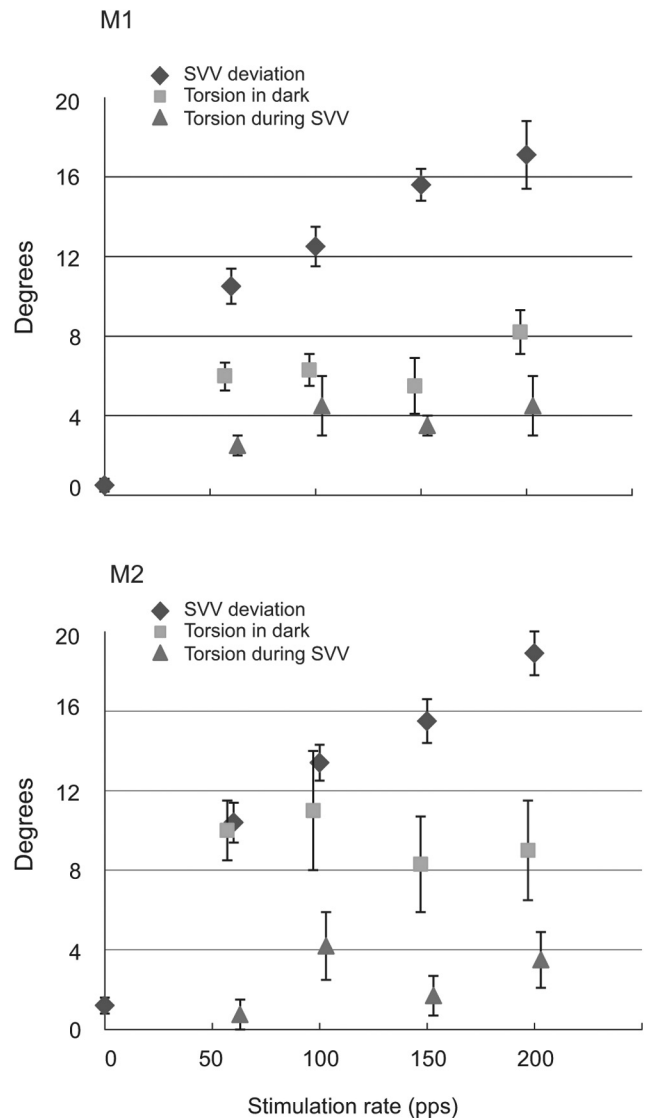 M1
SVV deviation
Torsion in dark
Torsion during SVV
20
16
12
8
4
0
Degrees
M2
SVV deviation
Torsion in dark
Torsion during SVV
20
16
12
8
4
0
Degrees
0 50 100 150 200
Stimulation rate (pps)